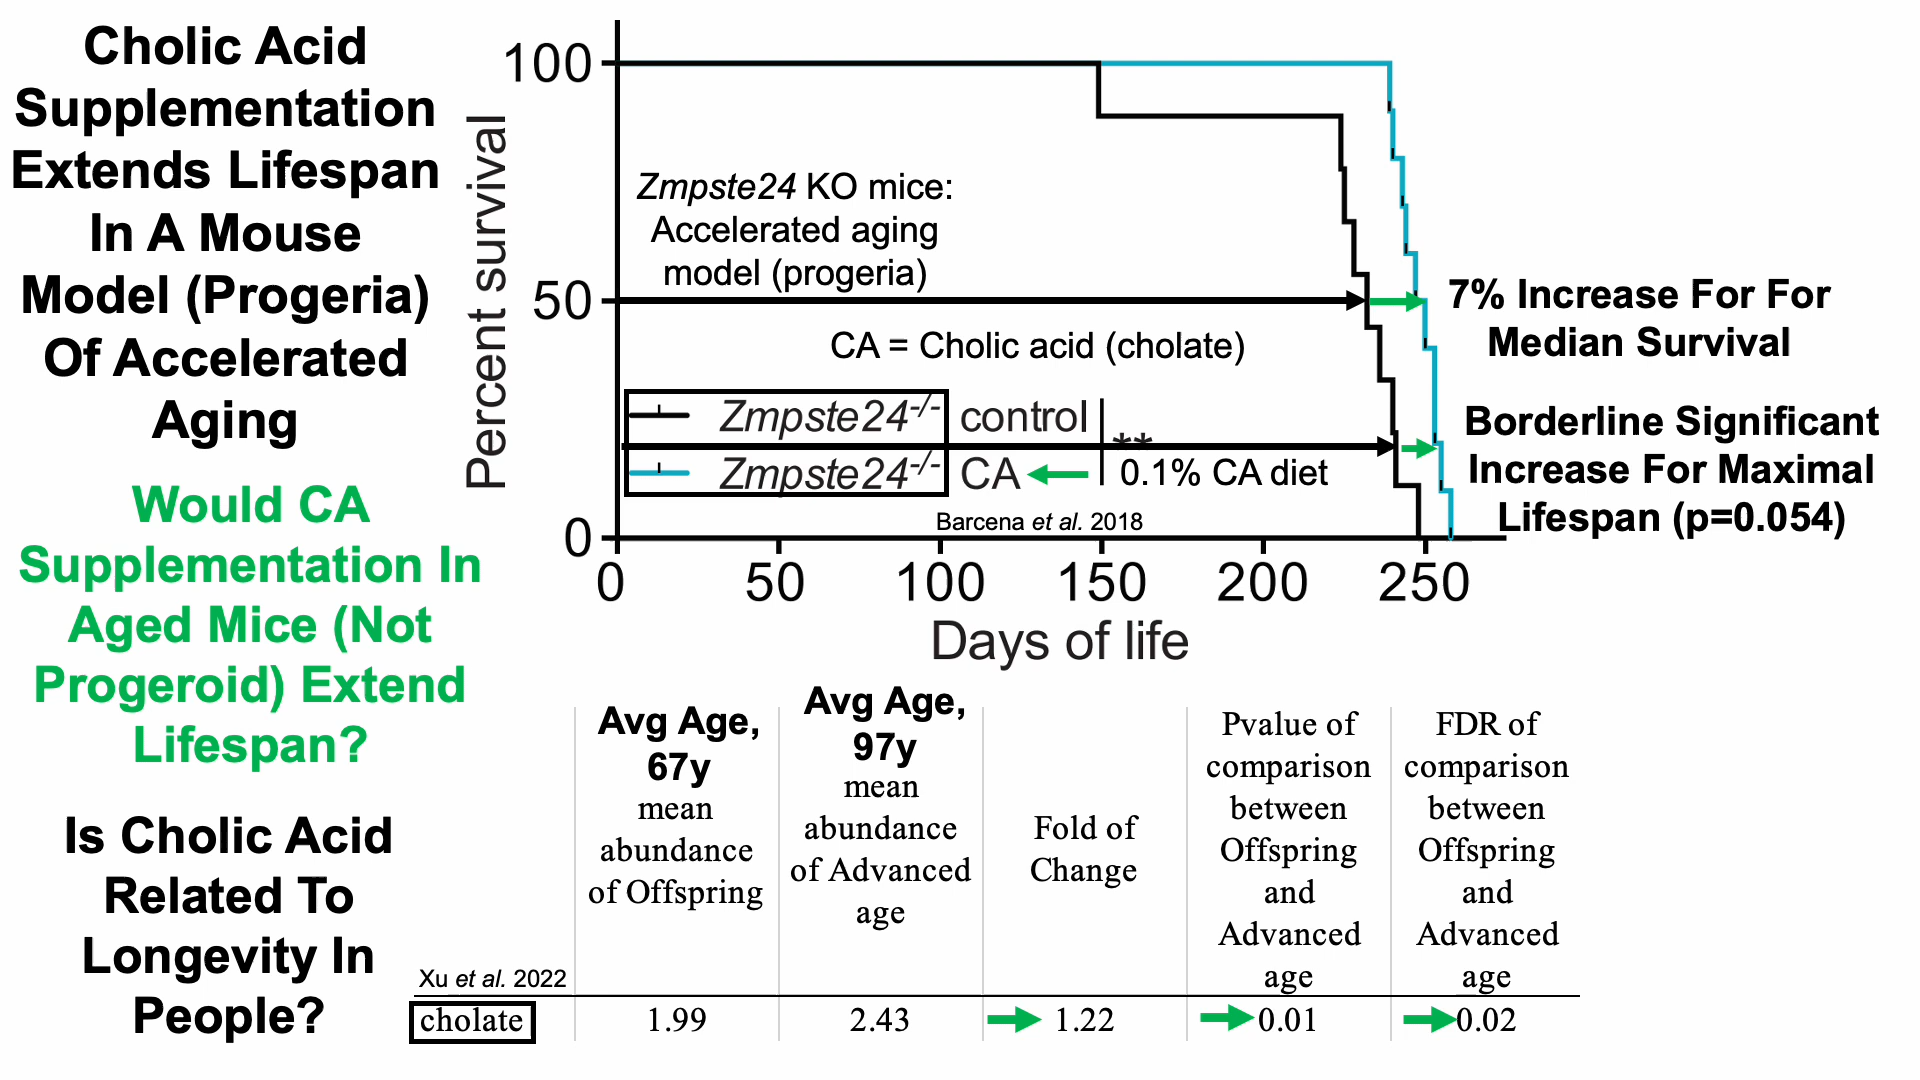 Cholic Acid
Supplementation
Extends Lifespan
In A Mouse
Model (Progeria)
Of Accelerated
Aging
Would CA
Supplementation In
Aged Mice (Not
Progeroid) Extend
Lifespan?
Is Cholic Acid
Related To
Longevity In
People?
Percent survival
100
50
0
Zmpste24 KO mice:
Accelerated aging
model (progeria)
CA = Cholic acid (cholate)
Zmpste24-/- control
**
Zmpste24-/- CA
0.1% CA diet
Barcena et al. 2018
0 50 100 150 200 250
Days of life
7% Increase For For
Median Survival
Borderline Significant
Increase For Maximal
Lifespan (p=0.054)
Avg Age,
67y
mean
abundance
of Offspring
Avg Age,
97y
mean
abundance
of Advanced
age
Fold of
Change
Pvalue of
comparison
between
Offspring
and
Advanced
age
FDR of
comparison
between
Offspring
and
Advanced
age
Xu et al. 2022
cholate 1.99 2.43 1.22 0.01 0.02